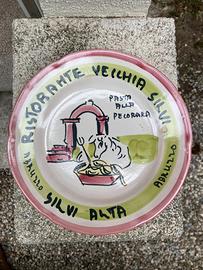 RISTORANTE VECCHIA SILVI
PASTA
ALLA
PECORARA
ABRUZZO
SILVI ALTA
ABRUZZO